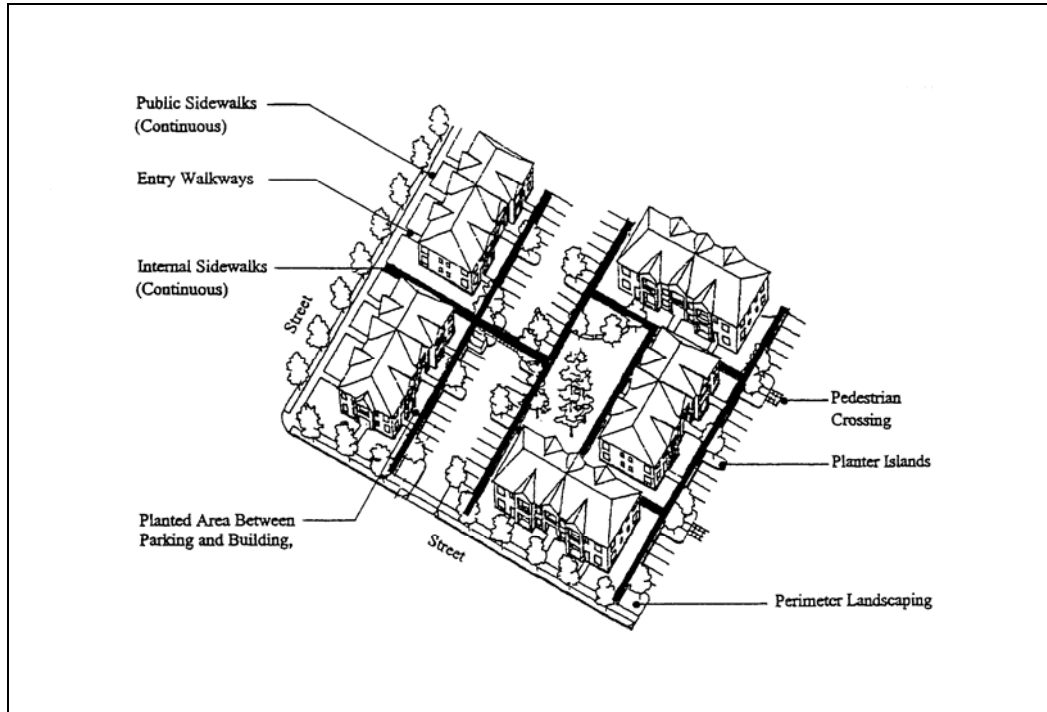 Public Sidewalks
(Continuous)
Entry Walkways
Internal Sidewalks
(Continuous)
Street
Pedestrian
Crossing
Planter Islands
Planted Area Between
Parking and Building,
Street
Perimeter Landscaping